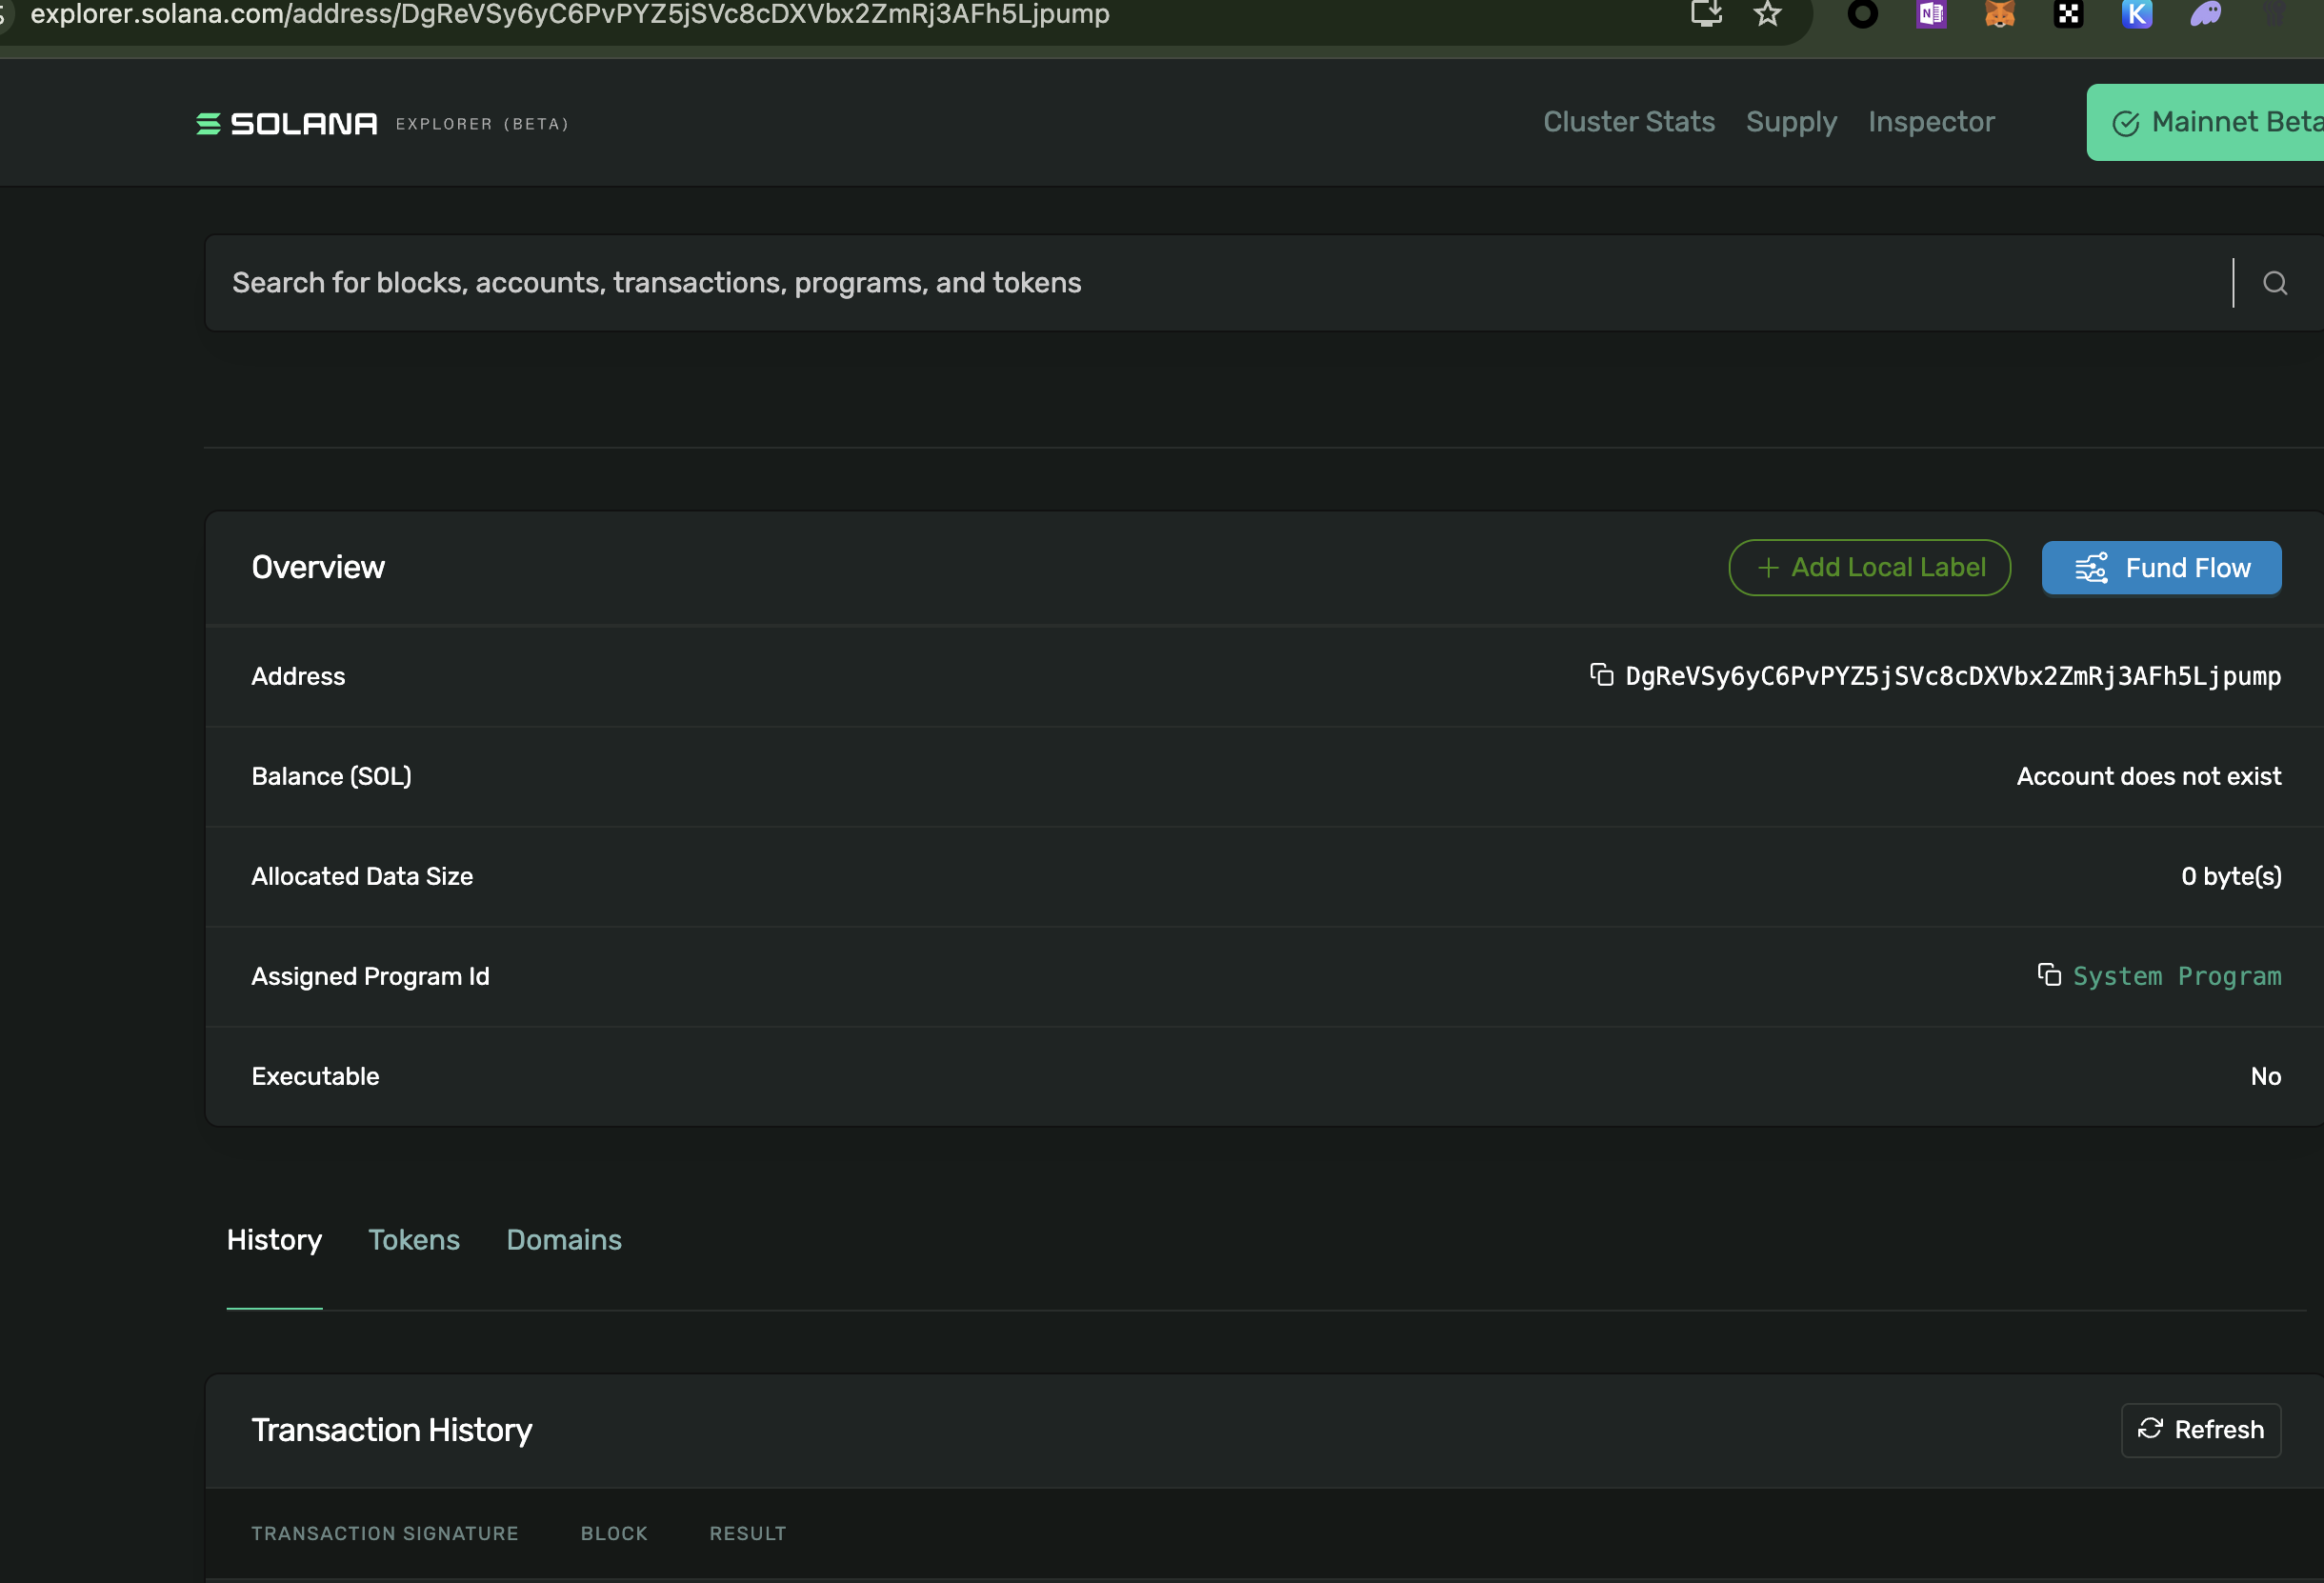 explorer.solana.com/address/DgReVSy6yC6PvPYZ5jSVc8cDXVbx2ZmRj3AFh5Ljpump
N
K
SOLANA EXPLORER (BETA)
Cluster Stats Supply Inspector Mainnet Beta
Search for blocks, accounts, transactions, programs, and tokens
Overview + Add Local Label Fund Flow
Address DgReVSy6yC6PvPYZ5jSVc8cDXVbx2ZmRj3AFh5Ljpump
Balance (SOL) Account does not exist
Allocated Data Size 0 byte(s)
Assigned Program Id System Program
Executable No
History Tokens Domains
Transaction History Refresh
TRANSACTION SIGNATURE BLOCK RESULT